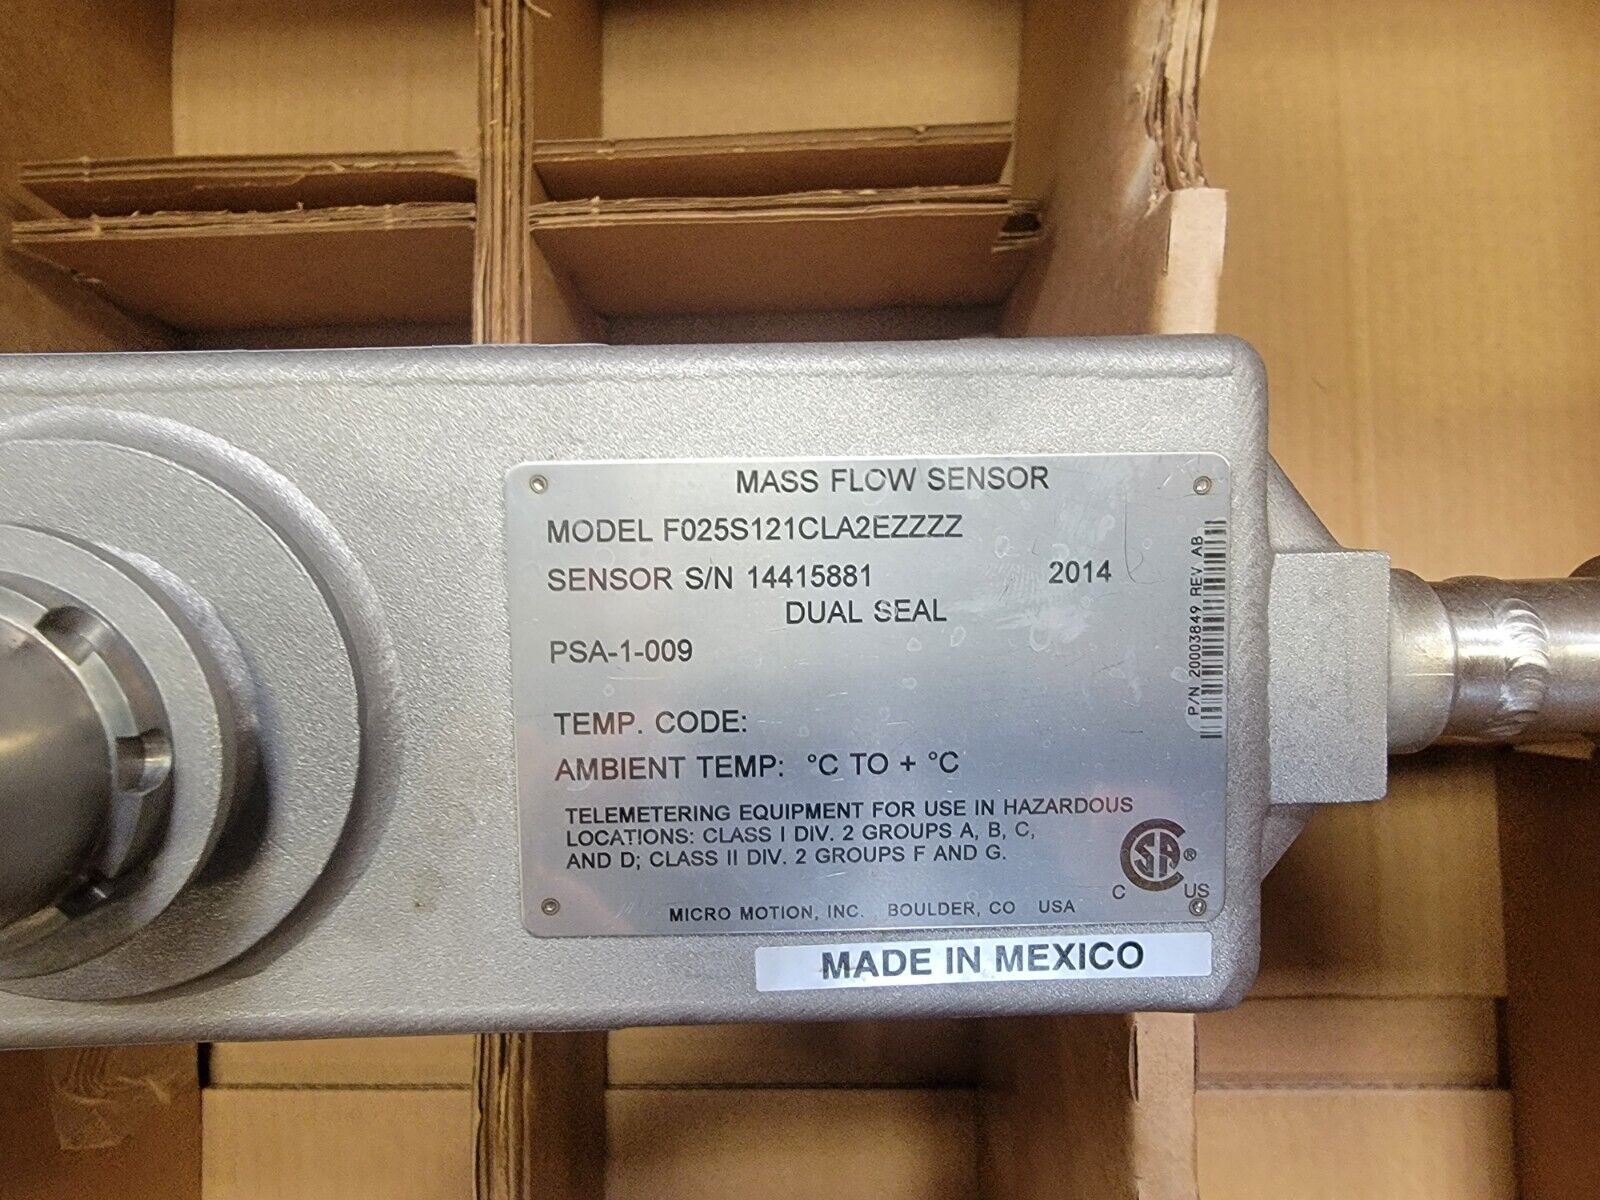 MASS FLOW SENSOR
MODEL F025S121CLA2EZZZZ
SENSOR S/N 14415881 2014
DUAL SEAL
PSA-1-009
TEMP. CODE:
AMBIENT TEMP: °C TO + °C
TELEMETERING EQUIPMENT FOR USE IN HAZARDOUS
LOCATIONS: CLASS I DIV. 2 GROUPS A, B, C,
AND D; CLASS II DIV. 2 GROUPS F AND G.
CSA ®
C US
MICRO MOTION, INC. BOULDER, CO USA
P/N 20003849 REV AB
MADE IN MEXICO